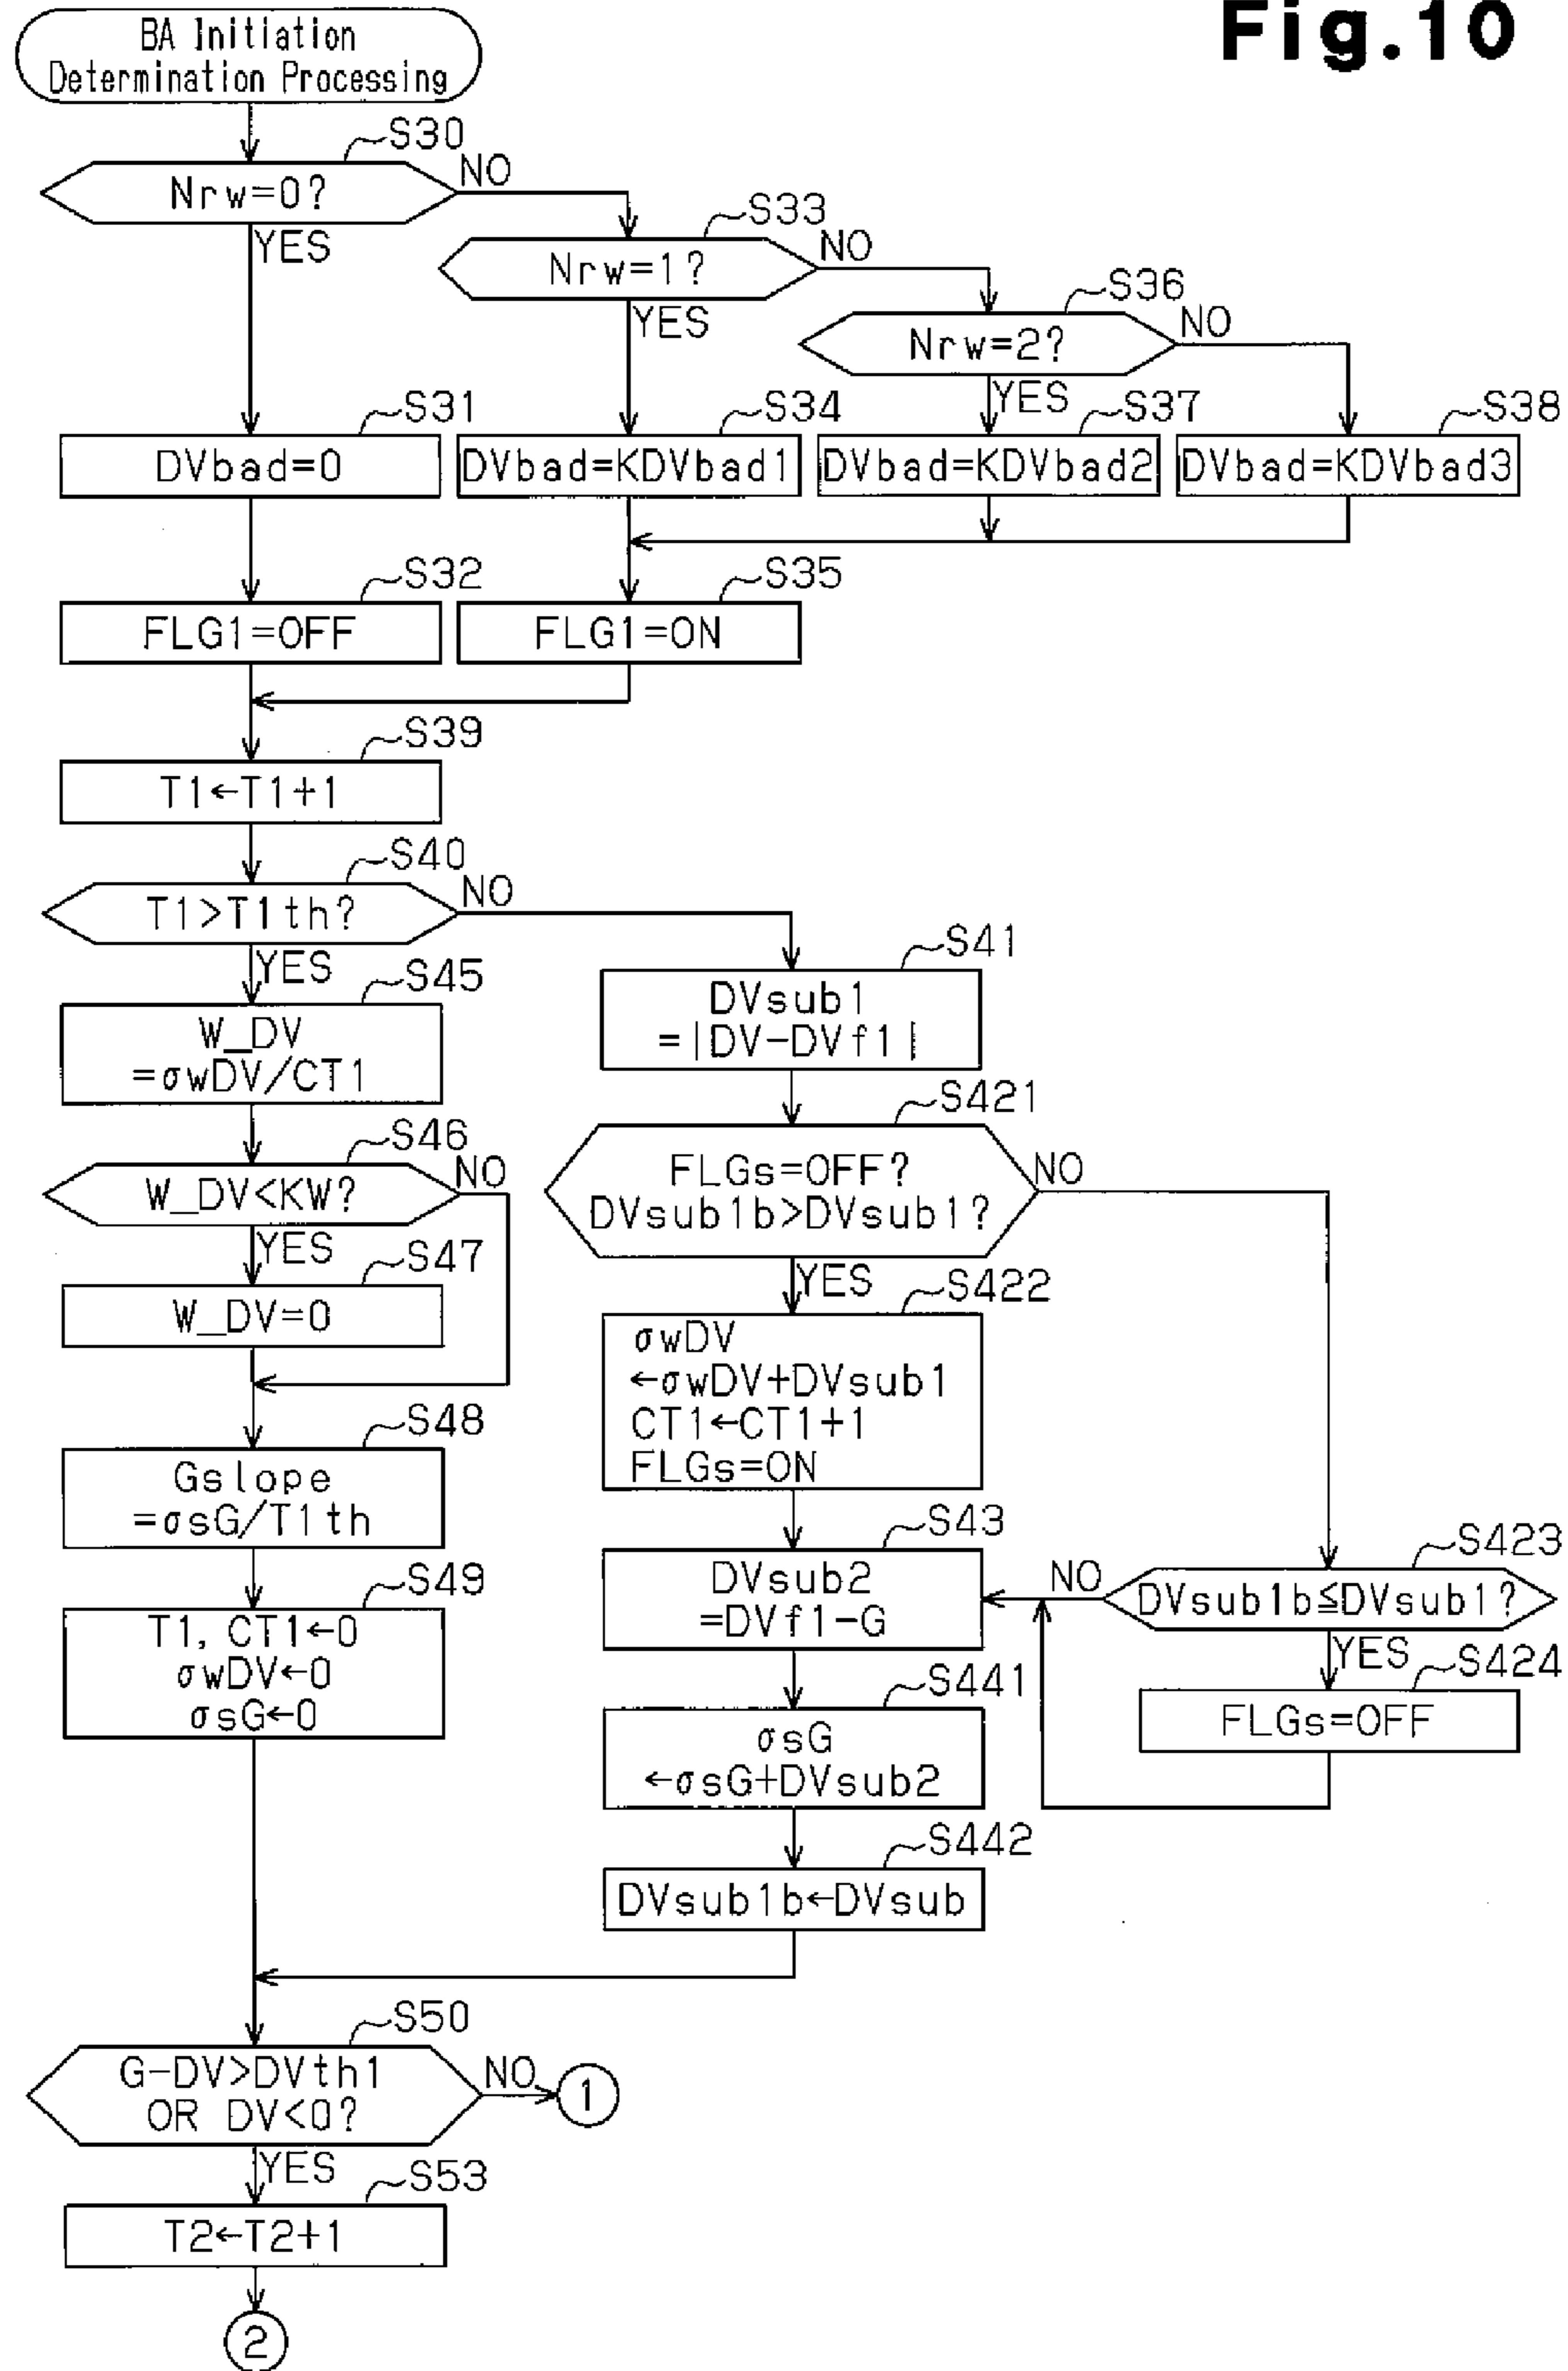 Fig.10
BA Initiation
Determination Processing
S30
Nrw=0?
NO
YES
S33
Nrw=1?
NO
YES
S36
Nrw=2?
NO
YES
S31
DVbad=0
S34
DVbad=KDVbad1
S37
DVbad=KDVbad2
S38
DVbad=KDVbad3
S32
FLG1=OFF
S35
FLG1=ON
S39
T1←T1+1
S40
T1>T1th?
NO
YES
S45
W_DV
=σwDV/CT1
S46
W_DV<KW?
NO
YES
S47
W_DV=0
S48
Gslope
=σsG/T1th
S49
T1, CT1←0
σwDV←0
σsG←0
S41
DVsub1
=|DV-DVf1|
S421
FLGs=OFF?
DVsub1b>DVsub1?
NO
YES
S422
σwDV
←σwDV+DVsub1
CT1←CT1+1
FLGs=ON
S43
DVsub2
=DVf1-G
S423
DVsub1b≦DVsub1?
NO
YES
S424
FLGs=OFF
S441
σsG
←σsG+DVsub2
S442
DVsub1b←DVsub
S50
G-DV>DVth1
OR DV<0?
NO
1
YES
S53
T2←T2+1
2